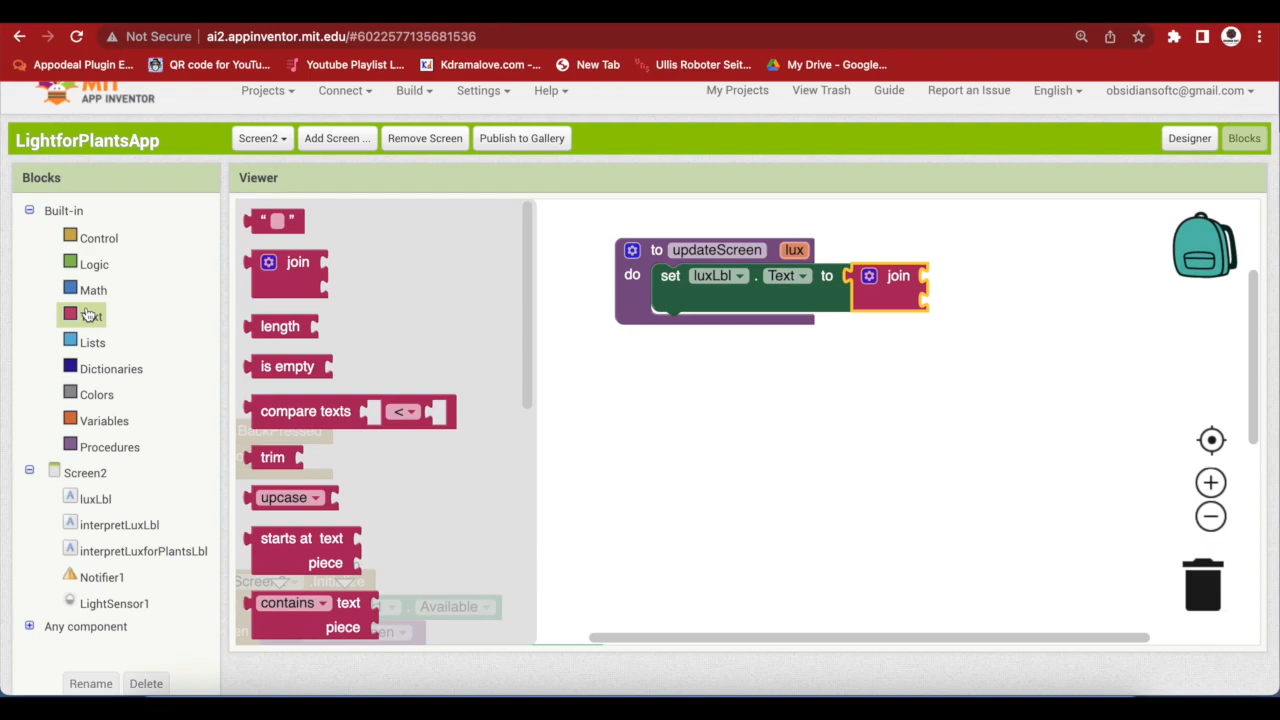 Not Secure | ai2.appinventor.mit.edu/#6022577135681536
Appodeal Plugin E... QR code for YouTu... Youtube Playlist L... Kdramalove.com -... New Tab Ullis Roboter Seit... My Drive - Google...
MIT
APP INVENTOR
Projects Connect Build Settings Help My Projects View Trash Guide Report an Issue English obsidiansoftc@gmail.com
LightforPlantsApp Screen2 Add Screen ... Remove Screen Publish to Gallery Designer Blocks
Blocks Viewer
Built-in
Control
Logic
Math
Lists
Dictionaries
Colors
Variables
Procedures
Screen2
luxLbl
interpretLuxLbl
interpretLuxforPlantsLbl
Notifier1
LightSensor1
Any component
Rename Delete
“ ”
join
length
is empty
compare texts <
BackPressed
trim
upcase
starts at text
piece
Screen2 . Initialize
contains text
piece
. Available
to updateScreen lux
do set luxLbl . Text to join